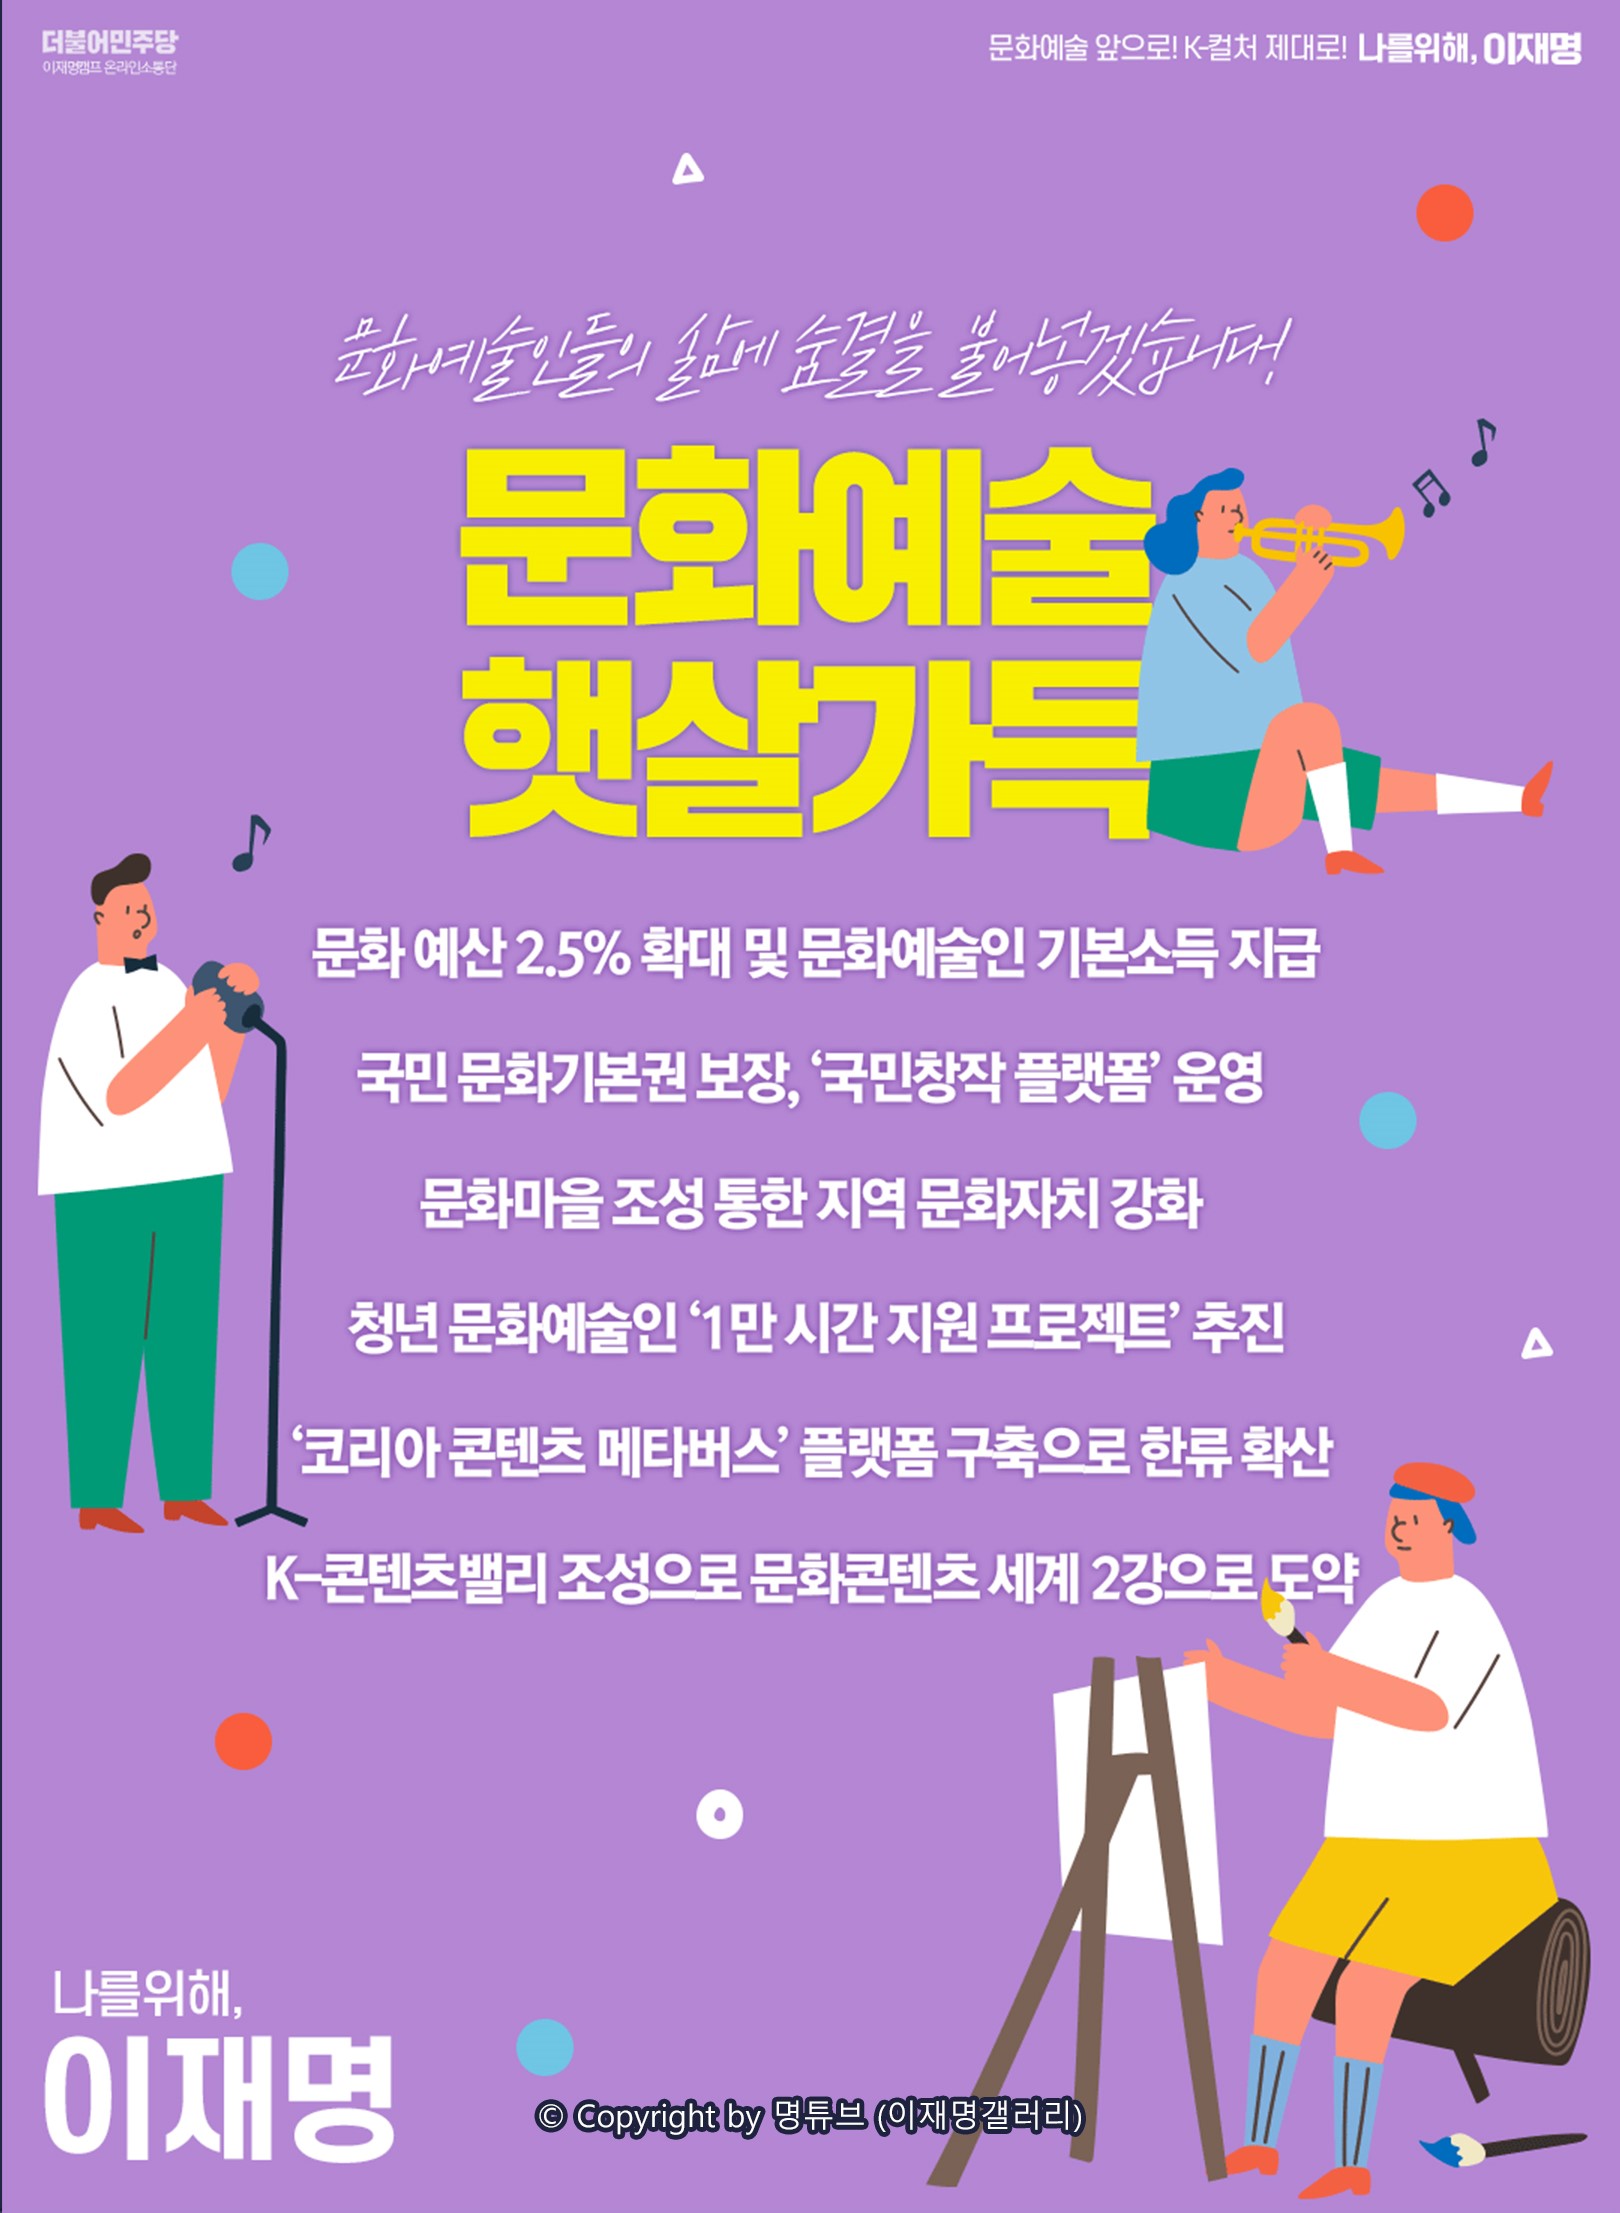 더불어민주당
이재명캠프 온라인소통단
문화예술 앞으로! K-컬처 제대로! 나를위해, 이재명
문화예술인들의 삶에 숨결을 불어넣겠습니다!
문화예술
햇살가득
문화 예산 2.5% 확대 및 문화예술인 기본소득 지급
국민 문화기본권 보장, ‘국민창작 플랫폼’ 운영
문화마을 조성 통한 지역 문화자치 강화
청년 문화예술인 ‘1만 시간 지원 프로젝트’ 추진
‘코리아 콘텐츠 메타버스’ 플랫폼 구축으로 한류 확산
K-콘텐츠밸리 조성으로 문화콘텐츠 세계 2강으로 도약
나를위해,
이재명
© Copyright by 명튜브 (이재명갤러리)